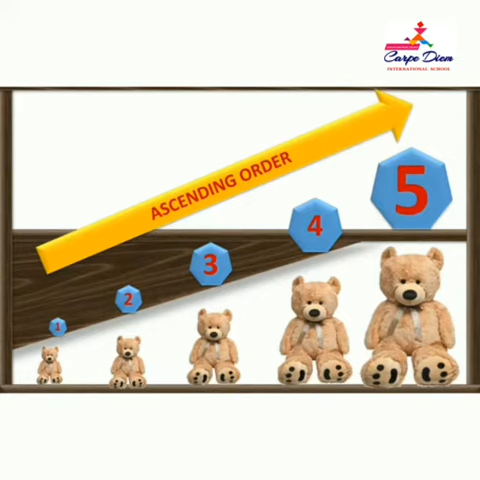 Carpe Diem
INTERNATIONAL SCHOOL
ASCENDING ORDER
1
2
3
4
5